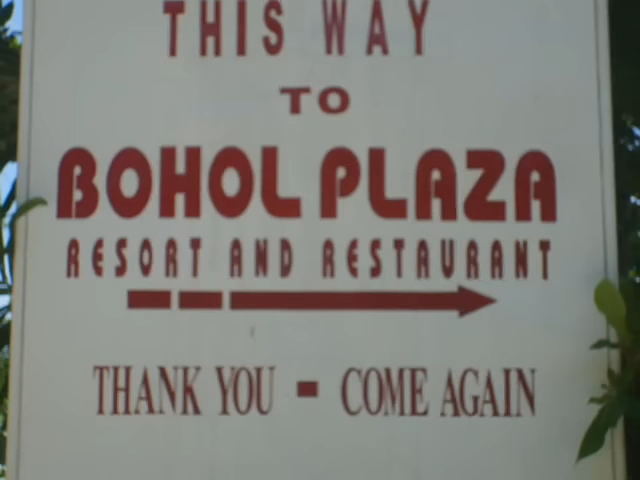 THIS WAY
TO
BOHOL PLAZA
RESORT AND RESTAURANT
THANK YOU - COME AGAIN